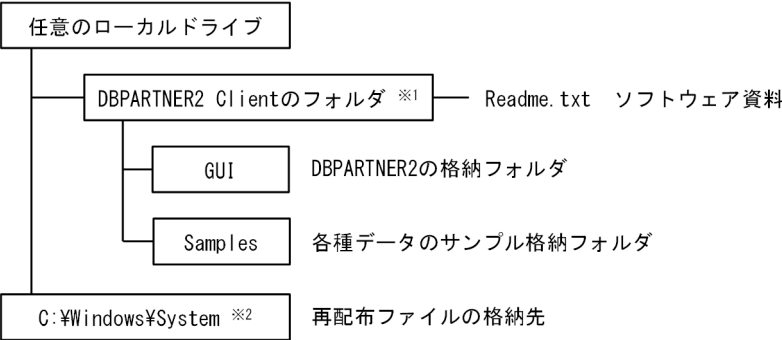 任意のローカルドライブ
DBPARTNER2 Clientのフォルダ ※1 Readme.txt ソフトウェア資料
GUI DBPARTNER2の格納フォルダ
Samples 各種データのサンプル格納フォルダ
C:¥Windows¥System ※2 再配布ファイルの格納先